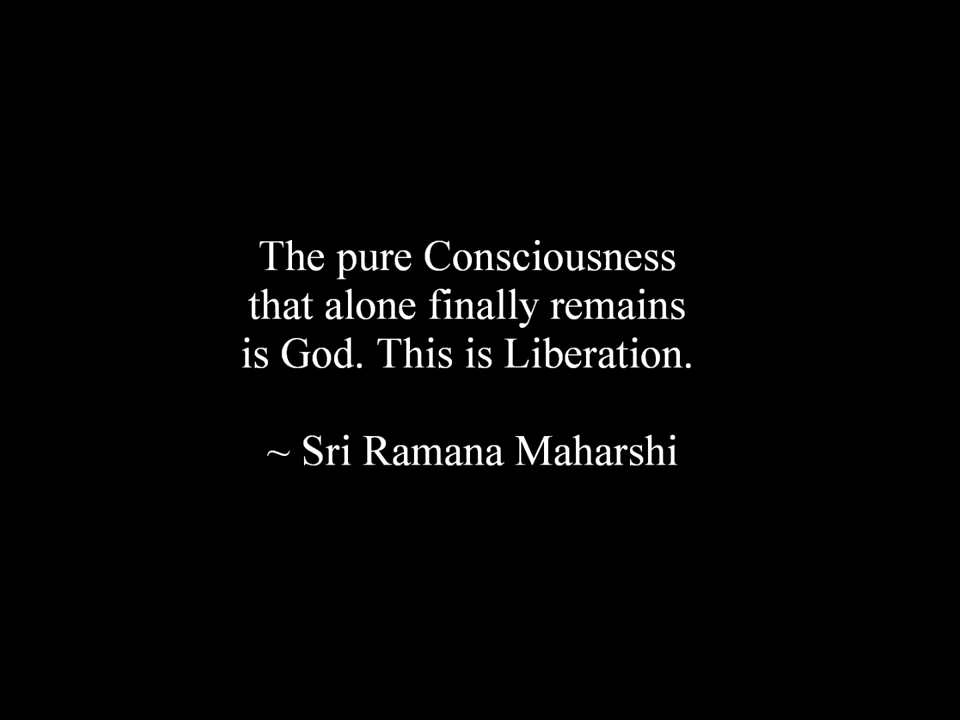 The pure Consciousness
that alone finally remains
is God. This is Liberation.
~ Sri Ramana Maharshi